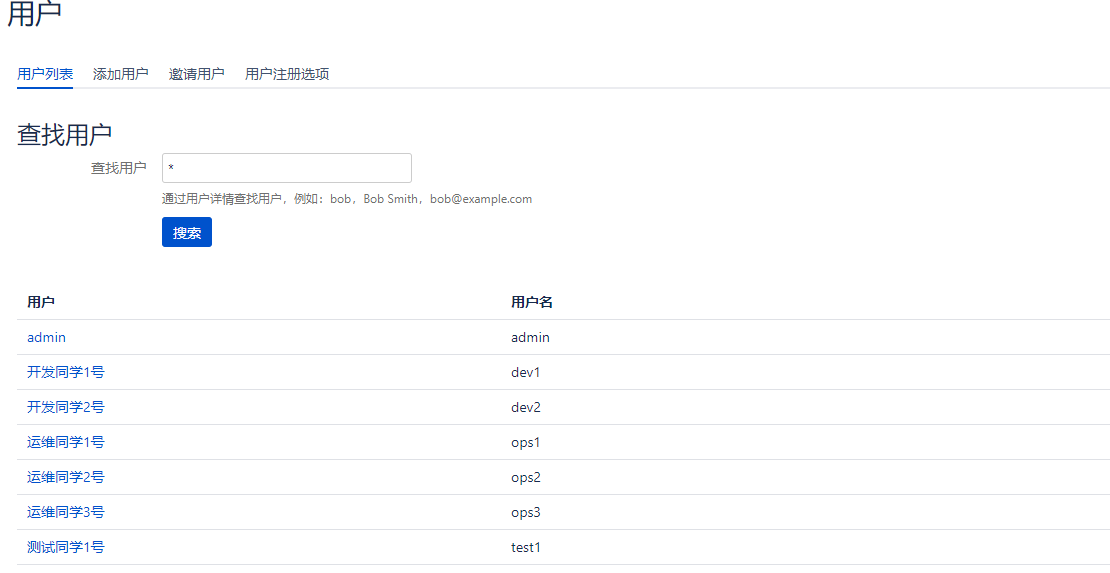 用户
用户列表 添加用户 邀请用户 用户注册选项
查找用户
查找用户 *
通过用户详情查找用户，例如：bob，Bob Smith，bob@example.com
搜索
用户 用户名
admin admin
开发同学1号 dev1
开发同学2号 dev2
运维同学1号 ops1
运维同学2号 ops2
运维同学3号 ops3
测试同学1号 test1